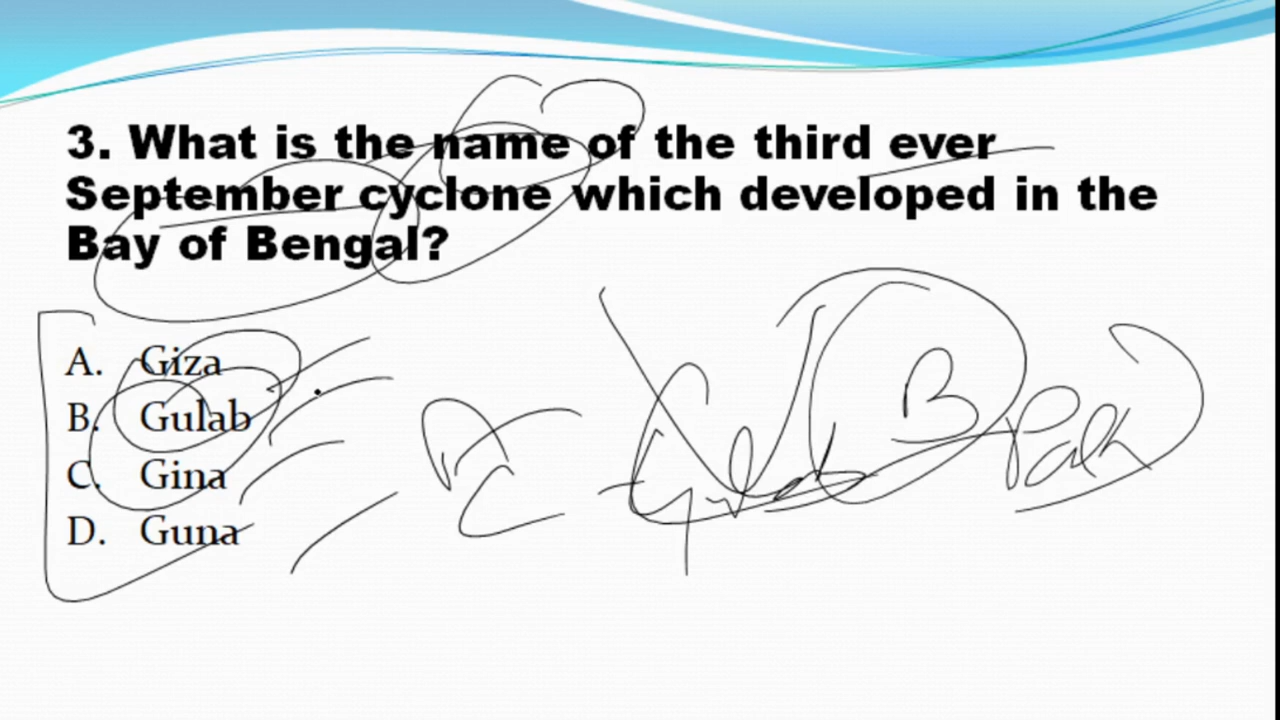 3. What is the name of the third ever
September cyclone which developed in the
Bay of Bengal?
A. Giza
B. Gulab
C. Gina
D. Guna
B